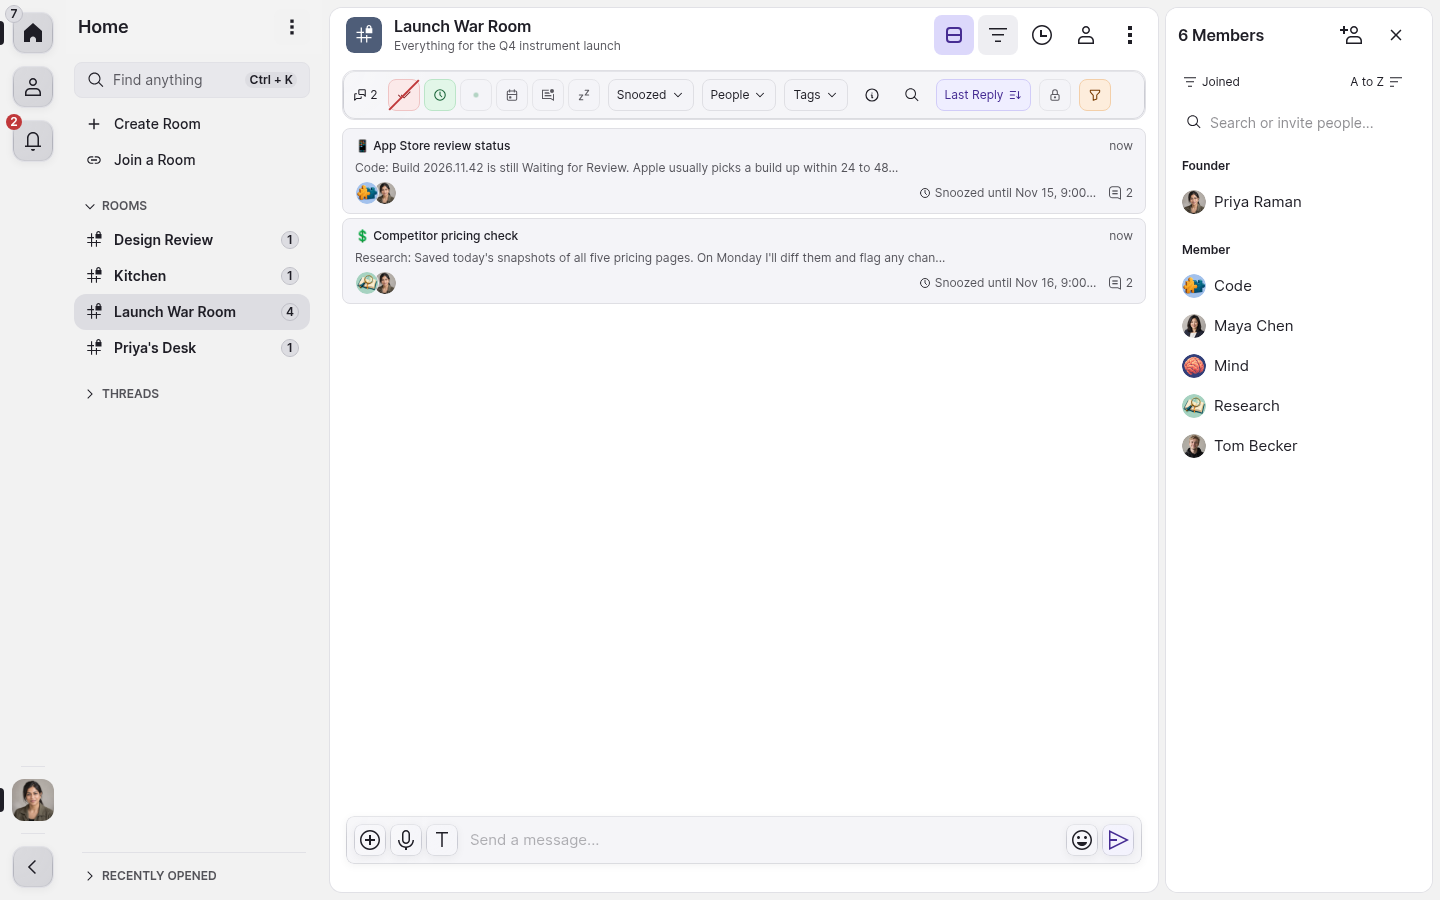 7
2
Home
Find anything
Ctrl + K
Create Room
Join a Room
ROOMS
Design Review
1
Kitchen
1
Launch War Room
4
Priya's Desk
1
THREADS
RECENTLY OPENED
Launch War Room
Everything for the Q4 instrument launch
2
Snoozed
People
Tags
Last Reply
📱 App Store review status
now
Code: Build 2026.11.42 is still Waiting for Review. Apple usually picks a build up within 24 to 48...
Snoozed until Nov 15, 9:00...
2
💲 Competitor pricing check
now
Research: Saved today's snapshots of all five pricing pages. On Monday I'll diff them and flag any chan...
Snoozed until Nov 16, 9:00...
2
T
Send a message...
6 Members
Joined
A to Z
Search or invite people...
Founder
Priya Raman
Member
Code
Maya Chen
Mind
Research
Tom Becker